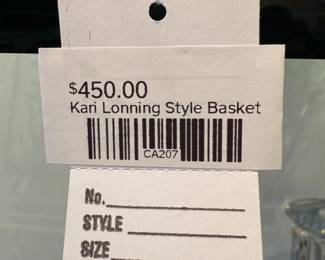 $450.00
Kari Lonning Style Basket
CA207
No.
STYLE
SIZE